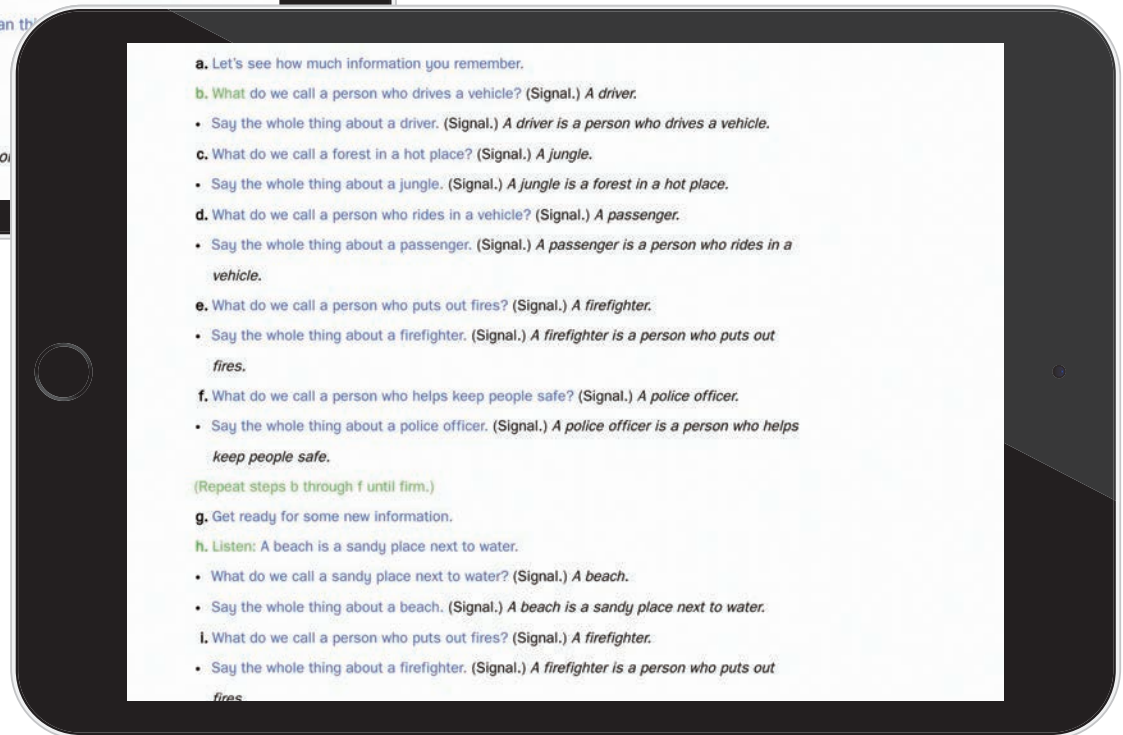 an th
a. Let's see how much information you remember.
b. What do we call a person who drives a vehicle? (Signal.) A driver.
• Say the whole thing about a driver. (Signal.) A driver is a person who drives a vehicle.
c. What do we call a forest in a hot place? (Signal.) A jungle.
• Say the whole thing about a jungle. (Signal.) A jungle is a forest in a hot place.
d. What do we call a person who rides in a vehicle? (Signal.) A passenger.
• Say the whole thing about a passenger. (Signal.) A passenger is a person who rides in a
vehicle.
e. What do we call a person who puts out fires? (Signal.) A firefighter.
• Say the whole thing about a firefighter. (Signal.) A firefighter is a person who puts out
fires.
f. What do we call a person who helps keep people safe? (Signal.) A police officer.
• Say the whole thing about a police officer. (Signal.) A police officer is a person who helps
keep people safe.
(Repeat steps b through f until firm.)
g. Get ready for some new information.
h. Listen: A beach is a sandy place next to water.
• What do we call a sandy place next to water? (Signal.) A beach.
• Say the whole thing about a beach. (Signal.) A beach is a sandy place next to water.
i. What do we call a person who puts out fires? (Signal.) A firefighter.
• Say the whole thing about a firefighter. (Signal.) A firefighter is a person who puts out
fires.